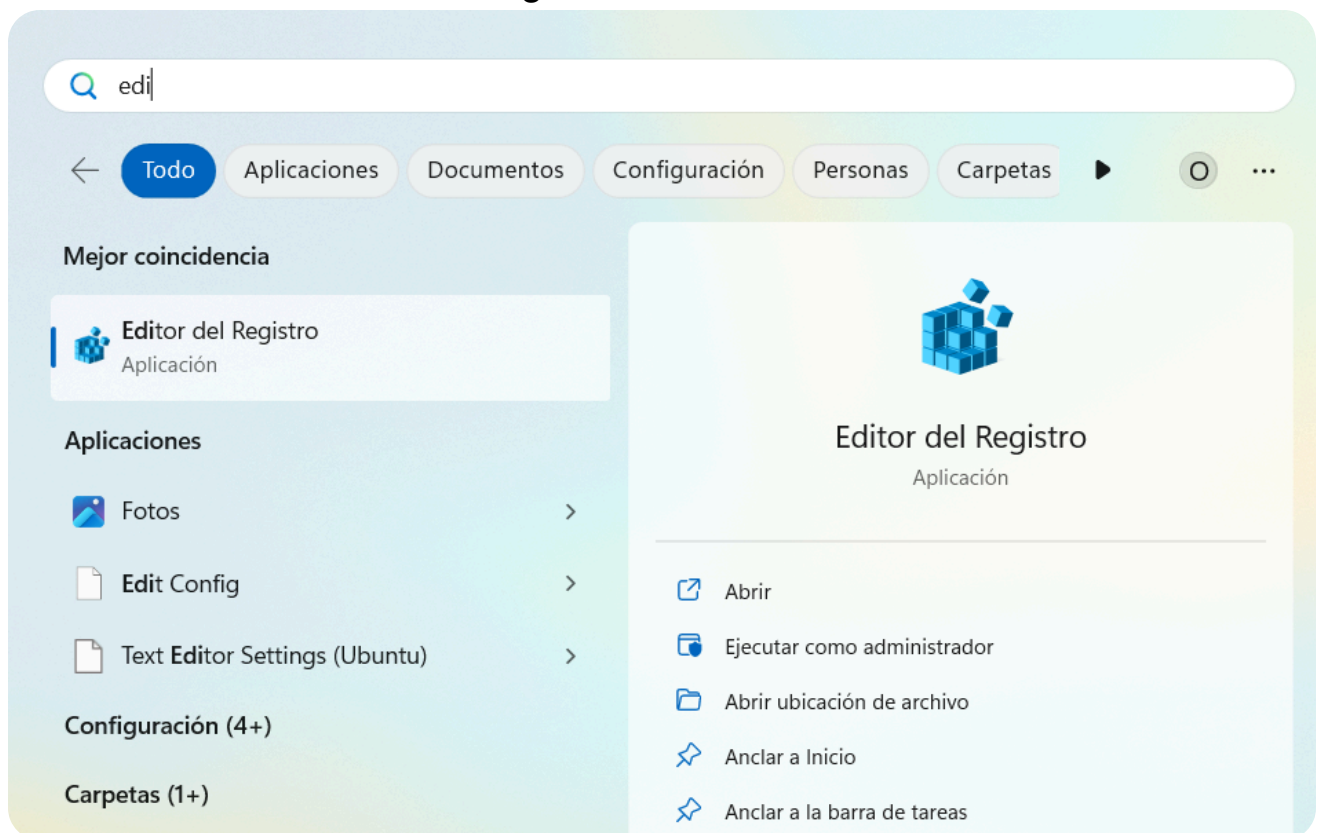 edi
Todo Aplicaciones Documentos Configuración Personas Carpetas O ...
Mejor coincidencia
Editor del Registro
Aplicación
Aplicaciones
Fotos
Edit Config
Text Editor Settings (Ubuntu)
Configuración (4+)
Carpetas (1+)
Editor del Registro
Aplicación
Abrir
Ejecutar como administrador
Abrir ubicación de archivo
Anclar a Inicio
Anclar a la barra de tareas